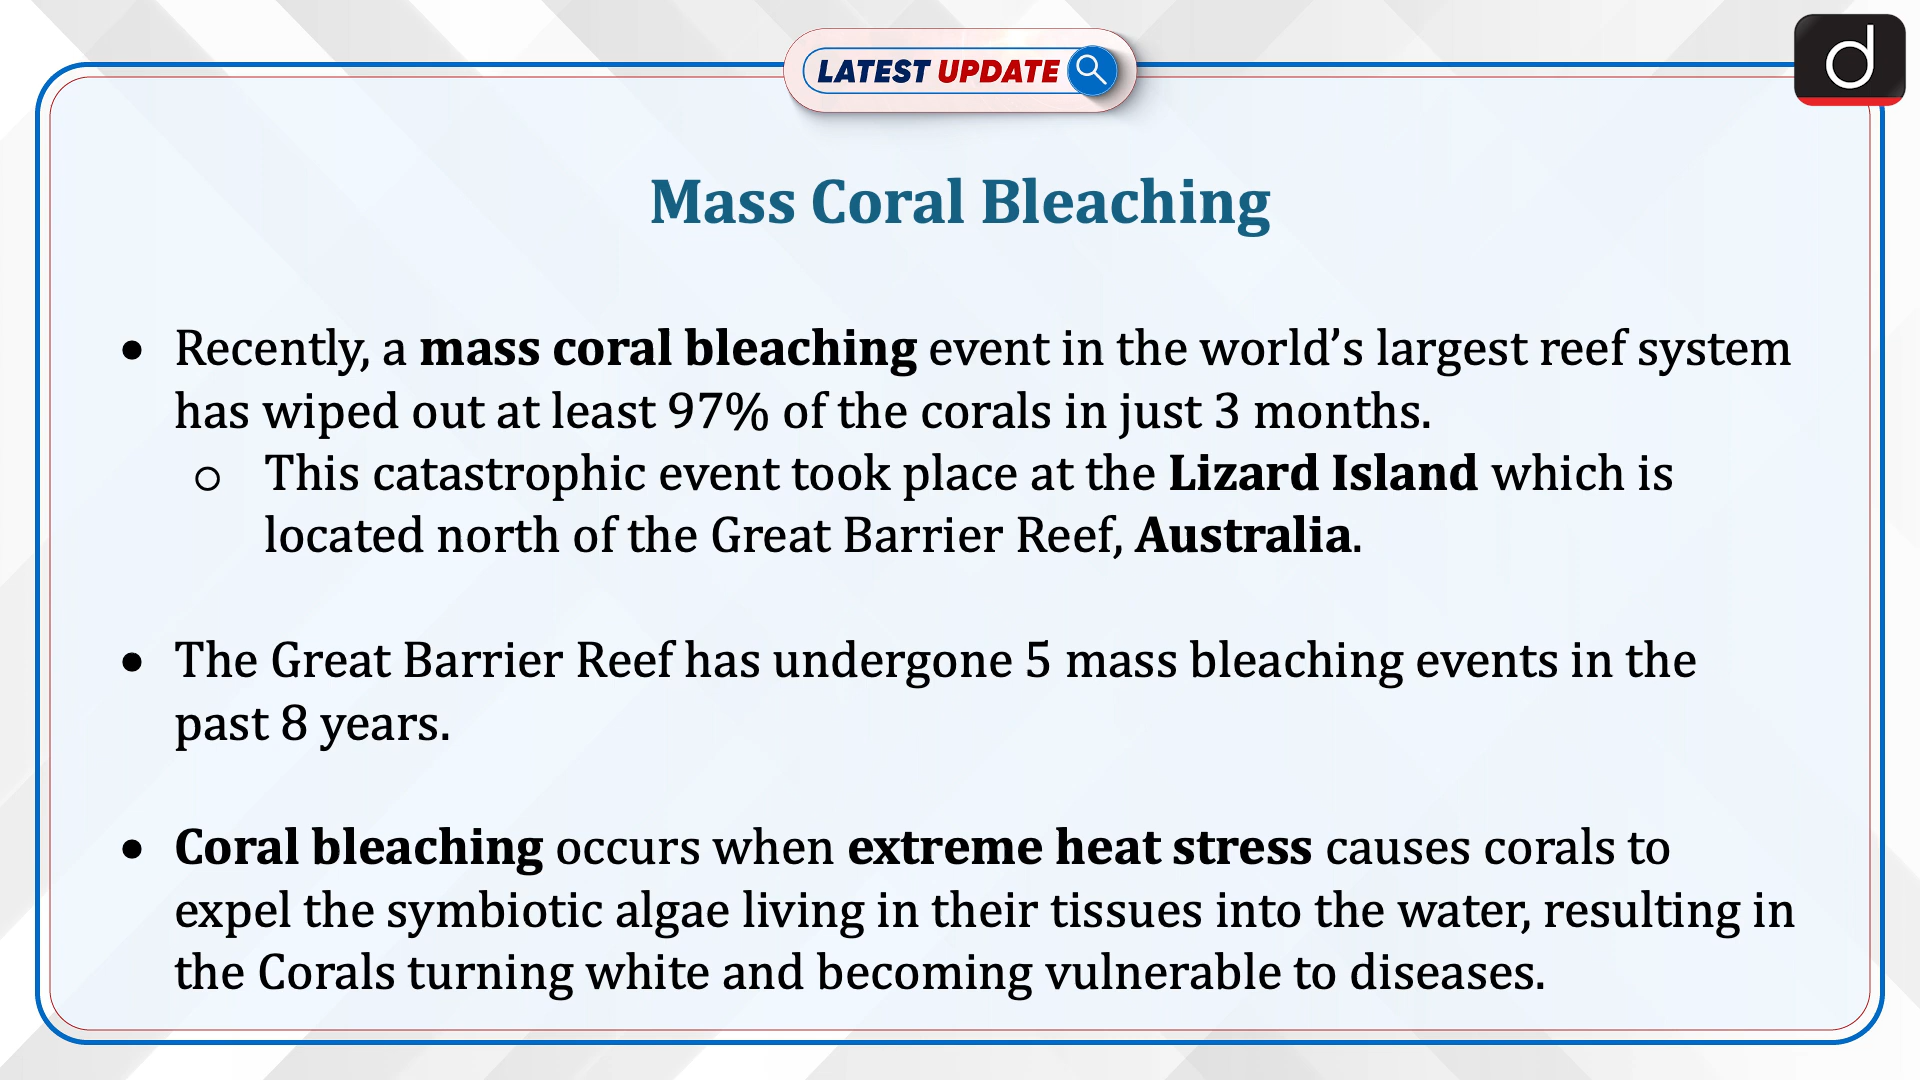 LATEST UPDATE
d
Mass Coral Bleaching
• Recently, a mass coral bleaching event in the world’s largest reef system
has wiped out at least 97% of the corals in just 3 months.
○ This catastrophic event took place at the Lizard Island which is
located north of the Great Barrier Reef, Australia.
• The Great Barrier Reef has undergone 5 mass bleaching events in the
past 8 years.
• Coral bleaching occurs when extreme heat stress causes corals to
expel the symbiotic algae living in their tissues into the water, resulting in
the Corals turning white and becoming vulnerable to diseases.